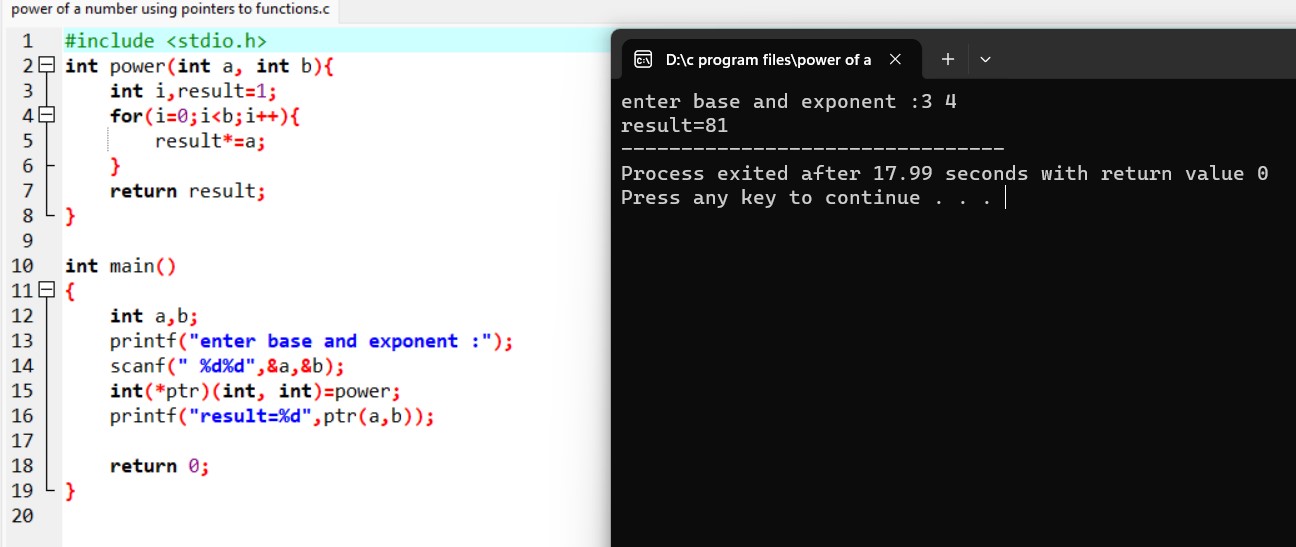 power of a number using pointers to functions.c
1 #include <stdio.h>
2 int power(int a, int b){
3 int i,result=1;
4 for(i=0;i<b;i++){
5 result*=a;
6 }
7 return result;
8 }
9
10 int main()
11 {
12 int a,b;
13 printf("enter base and exponent :");
14 scanf(" %d%d",&a,&b);
15 int(*ptr)(int, int)=power;
16 printf("result=%d",ptr(a,b));
17
18 return 0;
19 }
20
D:\c program files\power of a
enter base and exponent :3 4
result=81
--------------------------------
Process exited after 17.99 seconds with return value 0
Press any key to continue . . .